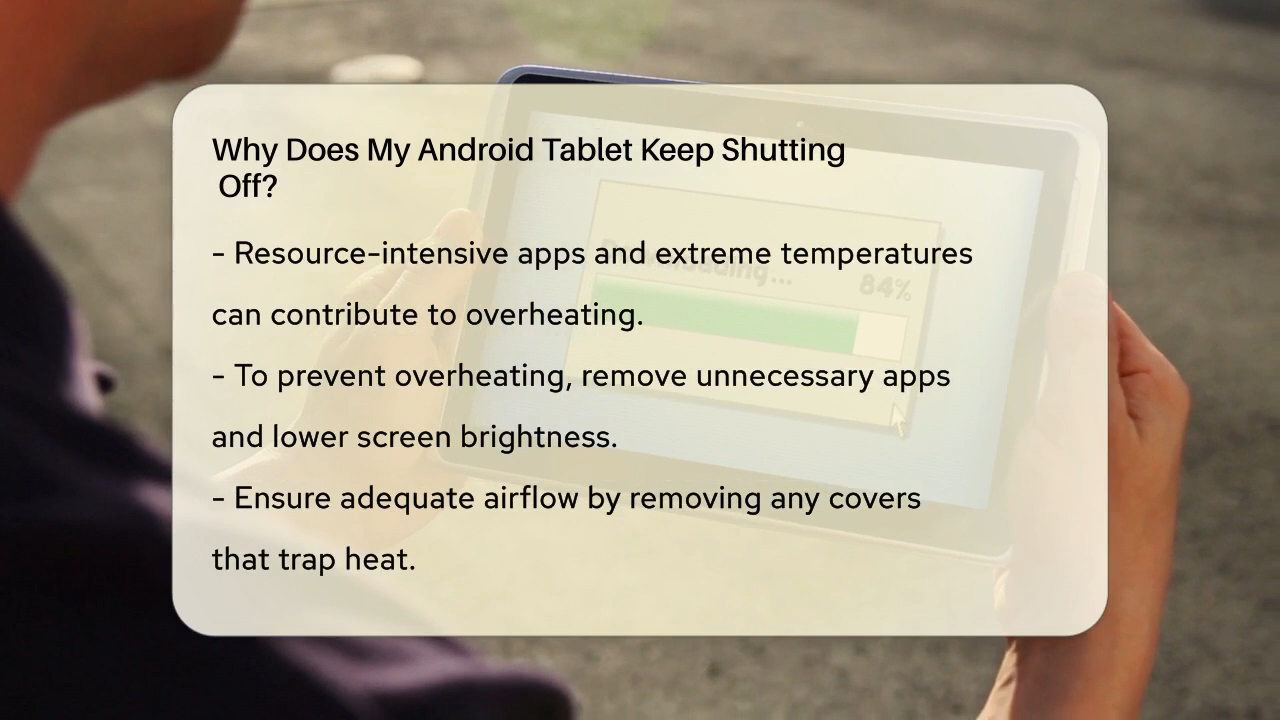 Why Does My Android Tablet Keep Shutting
Off?
- Resource-intensive apps and extreme temperatures
can contribute to overheating.
- To prevent overheating, remove unnecessary apps
and lower screen brightness.
- Ensure adequate airflow by removing any covers
that trap heat.
84%